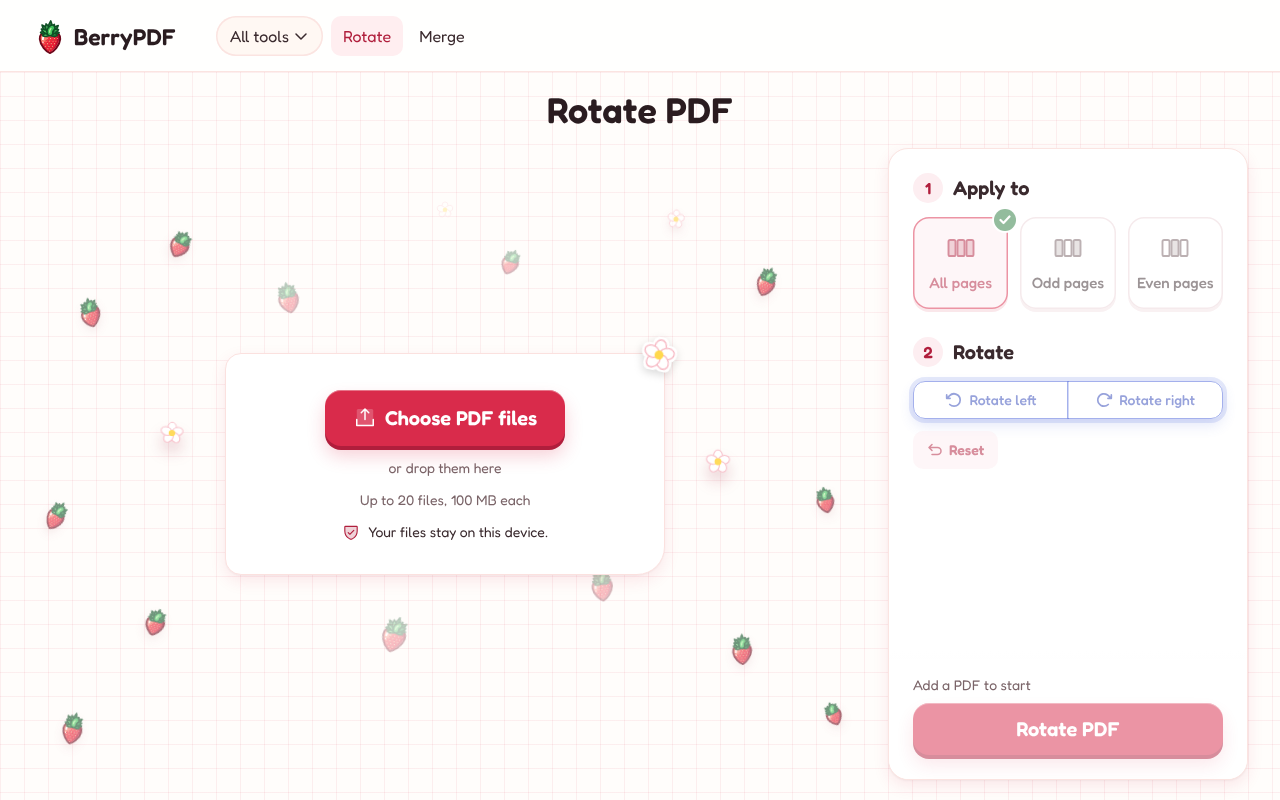 BerryPDF
All tools
Rotate
Merge
Rotate PDF
Choose PDF files
or drop them here
Up to 20 files, 100 MB each
Your files stay on this device.
1 Apply to
All pages
Odd pages
Even pages
2 Rotate
Rotate left
Rotate right
Reset
Add a PDF to start
Rotate PDF